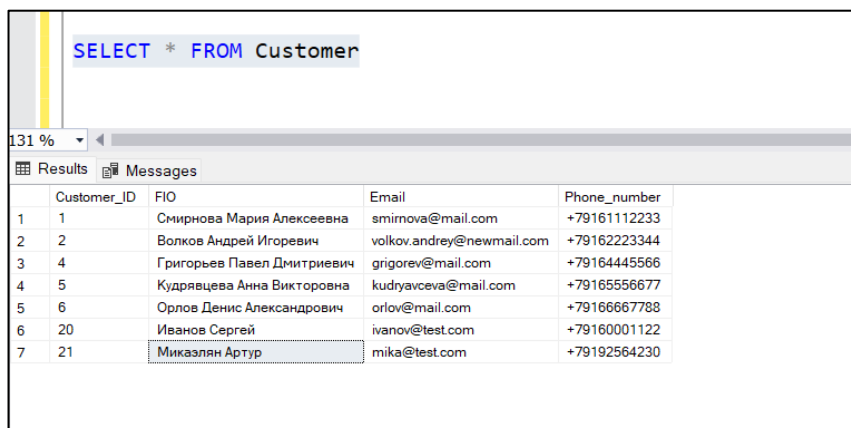 SELECT * FROM Customer
131 %
Results Messages
Customer_ID FIO Email Phone_number
1 1 Смирнова Мария Алексеевна smirnova@mail.com +79161112233
2 2 Волков Андрей Игоревич volkov.andrey@newmail.com +79162223344
3 4 Григорьев Павел Дмитриевич grigorev@mail.com +79164445566
4 5 Кудрявцева Анна Викторовна kudryavceva@mail.com +79165556677
5 6 Орлов Денис Александрович orlov@mail.com +79166667788
6 20 Иванов Сергей ivanov@test.com +79160001122
7 21 Микаэлян Артур mika@test.com +79192564230